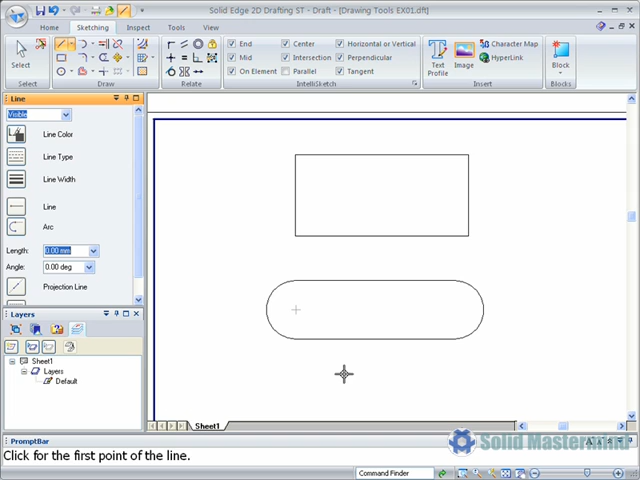 Solid Edge 2D Drafting ST - Draft - [Drawing Tools EX01.dft]
Home Sketching Inspect Tools View
Select
End Center Horizontal or Vertical
Mid Intersection Perpendicular
On Element Parallel Tangent
Text Profile
Image
Character Map
HyperLink
Block
Select Draw Relate IntelliSketch Insert Blocks
Line
Visible
Line Color
Line Type
Line Width
Line
Arc
Length: 0.00 mm
Angle: 0.00 deg
Projection Line
Layers
Sheet1
Layers
Default
Sheet1
PromptBar
Solid Mastermind
Click for the first point of the line.
Command Finder